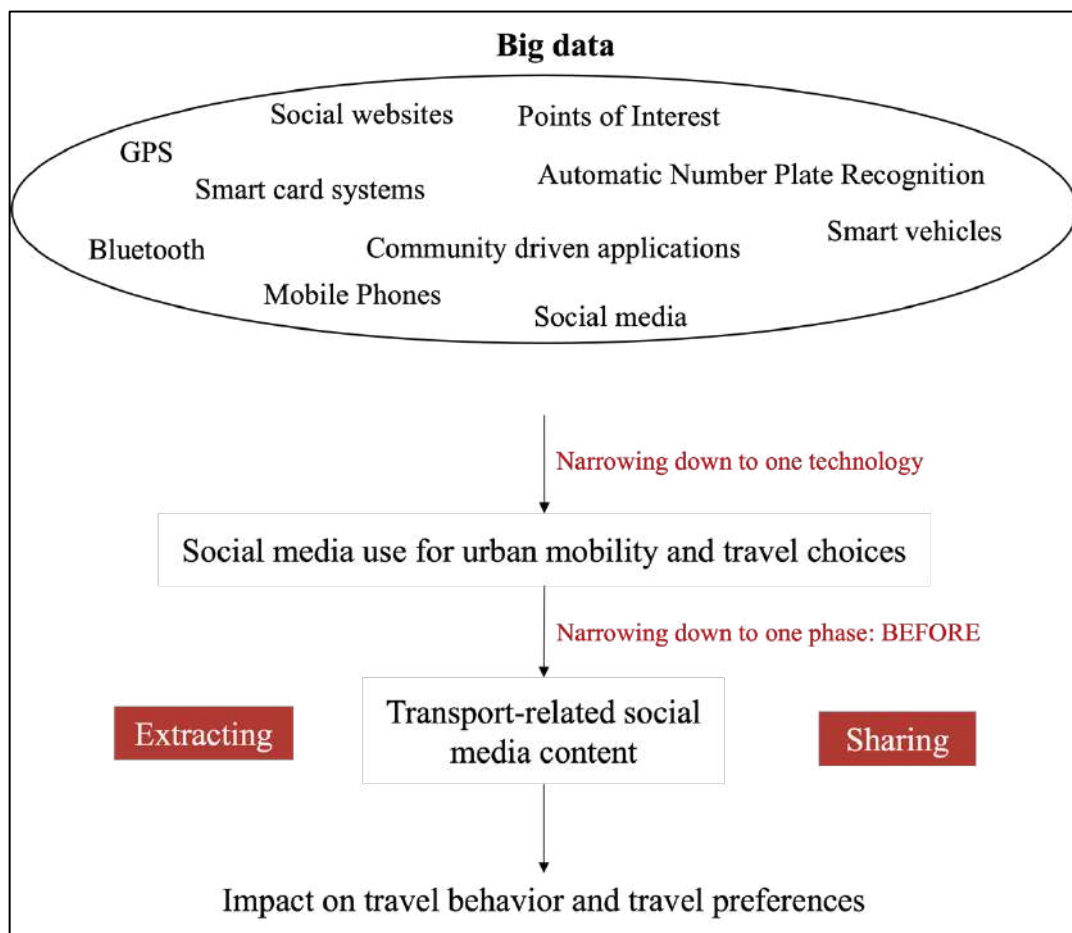 Big data
Social websites
Points of Interest
GPS
Automatic Number Plate Recognition
Smart card systems
Smart vehicles
Bluetooth
Community driven applications
Mobile Phones
Social media
Narrowing down to one technology
Social media use for urban mobility and travel choices
Narrowing down to one phase: BEFORE
Extracting
Transport-related social
media content
Sharing
Impact on travel behavior and travel preferences